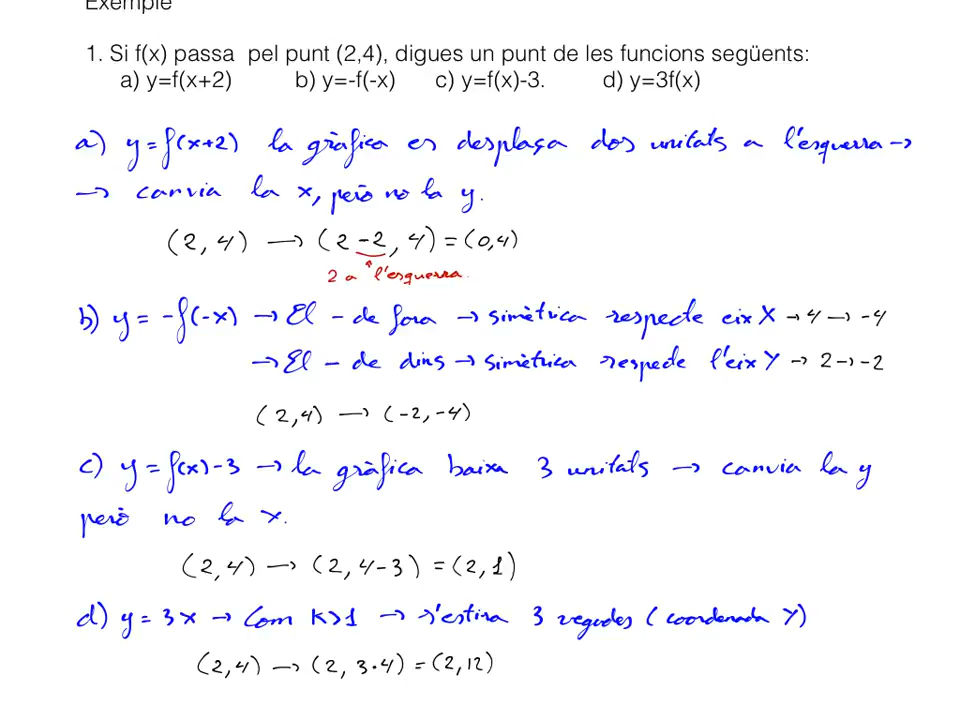 Exemple
1. Si f(x) passa pel punt (2,4), digues un punt de les funcions següents:
a) y=f(x+2) b) y=-f(-x) c) y=f(x)-3. d) y=3f(x)
a) y=f(x+2) la gràfica es desplaça dos unitats a l'esquerra →
→ canvia la x, però no la y.
(2,4) → (2-2, 4) = (0,4)
2 a l'esquerra.
b) y = -f(-x) → El - de fora → simètrica respecte eix X → 4 → -4
→ El - de dins → simètrica respecte l'eix Y → 2 → -2
(2,4) → (-2,-4)
c) y = f(x)-3 → la gràfica baixa 3 unitats → canvia la y
però no la x.
(2,4) → (2, 4-3) = (2,1)
d) y = 3x → Com K>1 → s'estira 3 vegades (coordenada Y)
(2,4) → (2, 3·4) = (2,12)